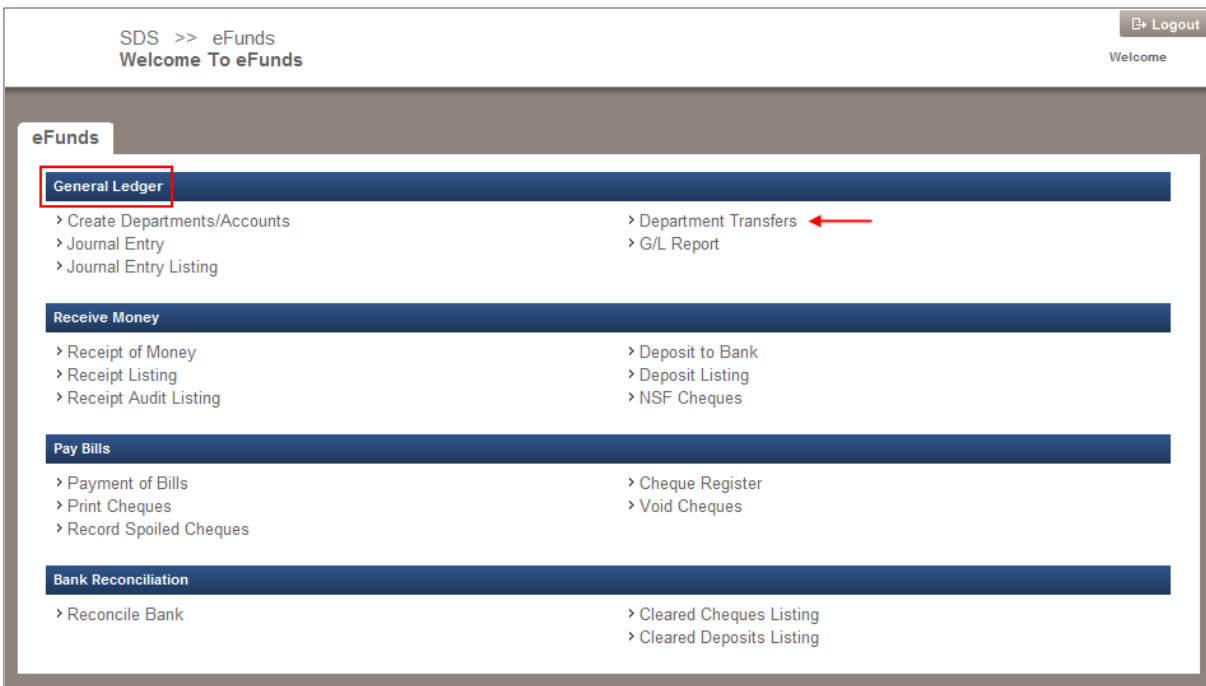 Logout
SDS >> eFunds
Welcome To eFunds
Welcome
eFunds
General Ledger
> Create Departments/Accounts
> Department Transfers
> Journal Entry
> G/L Report
> Journal Entry Listing
Receive Money
> Receipt of Money
> Deposit to Bank
> Receipt Listing
> Deposit Listing
> Receipt Audit Listing
> NSF Cheques
Pay Bills
> Payment of Bills
> Cheque Register
> Print Cheques
> Void Cheques
> Record Spoiled Cheques
Bank Reconciliation
> Reconcile Bank
> Cleared Cheques Listing
> Cleared Deposits Listing